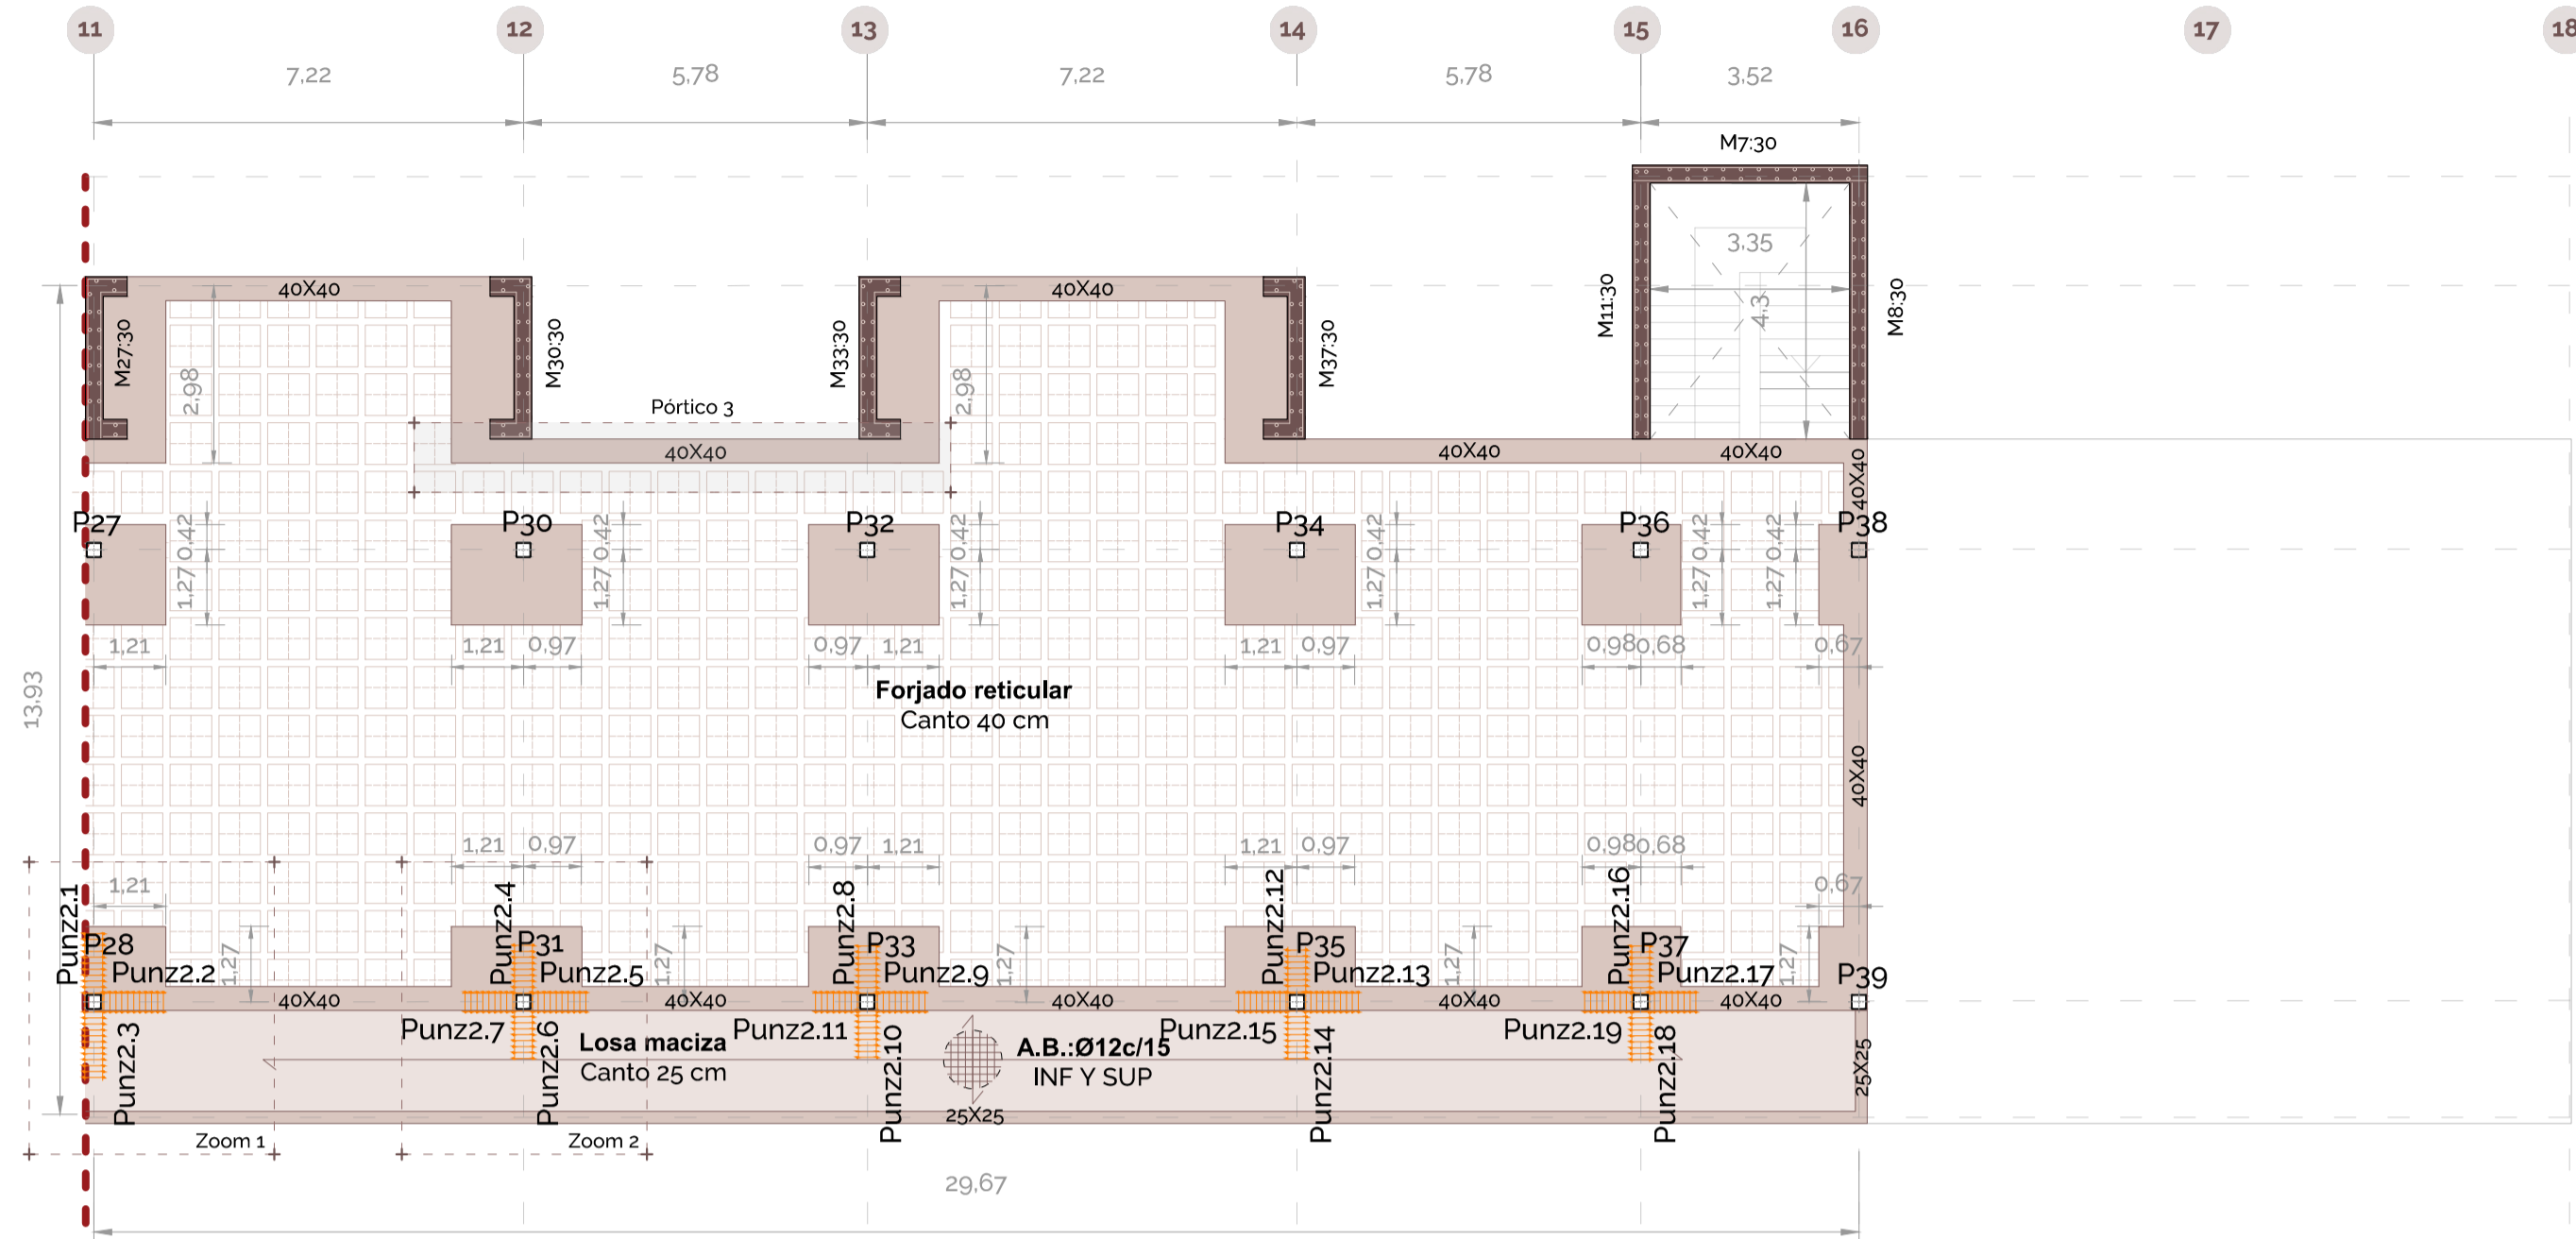 11 12 13 14 15 16 17 18
7,22 5,78 7,22 5,78 3,52
M7:30
3,35
4,3
M11:30
M8:30
40X40 40X40
M27:30
M30:30
M33:30
M37:30
2,98
2,98
Pórtico 3
40X40 40X40 40X40
40X40
P27 P30 P32 P34 P36 P38
0,42 0,42 0,42 0,42 0,42 0,42
1,27 1,27 1,27 1,27 1,27 1,27
1,21 1,21 0,97 0,97 1,21 1,21 0,97 0,98 0,68 0,67
13,93
Forjado reticular
Canto 40 cm
40X40
1,21 0,97 0,97 1,21 1,21 0,97 0,98 0,68
1,21 0,67
Punz2.1 Punz2.4 Punz2.8 Punz2.12 Punz2.16
P28 P31 P33 P35 P37
1,27 1,27 1,27 1,27 1,27
Punz2.2 Punz2.5 Punz2.9 Punz2.13 Punz2.17 P39
40X40 40X40 40X40 40X40 40X40
Punz2.7 Punz2.11 Punz2.15 Punz2.19
Punz2.3 Punz2.6 Punz2.10 Punz2.14 Punz2.18
Losa maciza
Canto 25 cm
A.B.:Ø12c/15
INF Y SUP
25X25
25X25
Zoom 1 Zoom 2
29,67